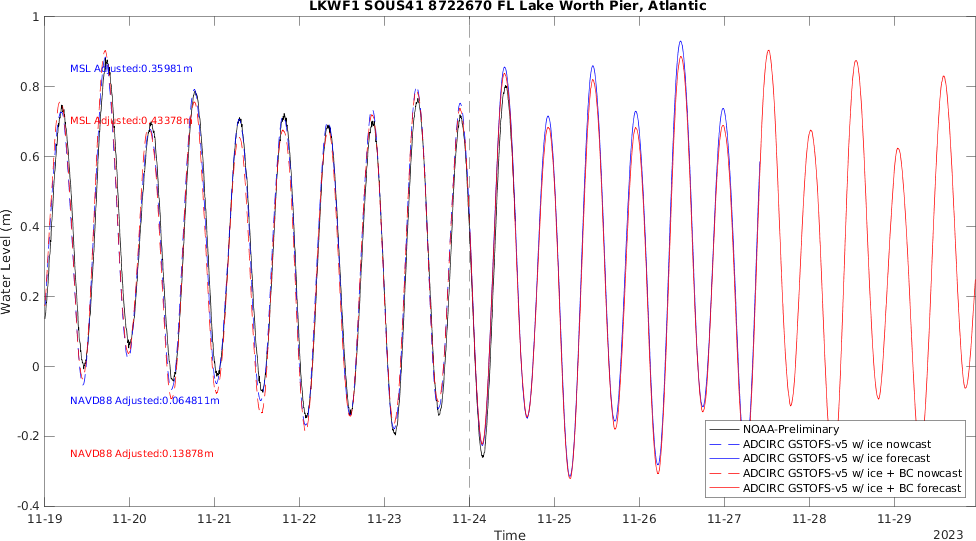 LKWF1 SOUS41 8722670 FL Lake Worth Pier, Atlantic
Water Level (m)
1
0.8
0.6
0.4
0.2
0
-0.2
-0.4
MSL Adjusted:0.35981m
MSL Adjusted:0.43378m
NAVD88 Adjusted:0.064811m
NAVD88 Adjusted:0.13878m
NOAA-Preliminary
ADCIRC GSTOFS-v5 w/ ice nowcast
ADCIRC GSTOFS-v5 w/ ice forecast
ADCIRC GSTOFS-v5 w/ ice + BC nowcast
ADCIRC GSTOFS-v5 w/ ice + BC forecast
11-19 11-20 11-21 11-22 11-23 11-24 11-25 11-26 11-27 11-28 11-29
Time
2023